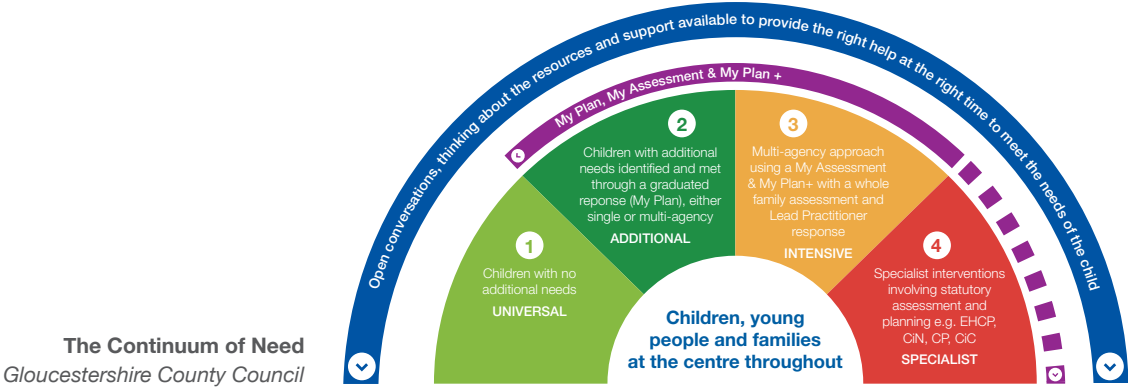 Open conversations, thinking about the resources and support available to provide the right help at the right time to meet the needs of the child
My Plan, My Assessment & My Plan +
1
Children with no
additional needs
UNIVERSAL
2
Children with additional
needs identified and met
through a graduated
reponse (My Plan), either
single or multi-agency
ADDITIONAL
3
Multi-agency approach
using a My Assessment
& My Plan+ with a whole
family assessment and
Lead Practitioner
response
INTENSIVE
4
Specialist interventions
involving statutory
assessment and
planning e.g. EHCP,
CiN, CP, CiC
SPECIALIST
Children, young
people and families
at the centre throughout
The Continuum of Need
Gloucestershire County Council